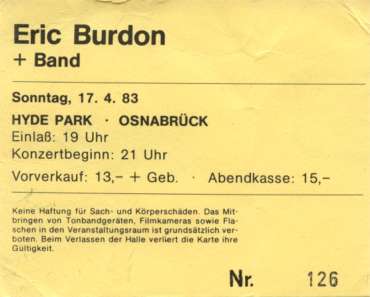 Eric Burdon
+ Band
Sonntag, 17. 4. 83
HYDE PARK · OSNABRÜCK
Einlaß: 19 Uhr
Konzertbeginn: 21 Uhr
Vorverkauf: 13,- + Geb. · Abendkasse: 15,-
Keine Haftung für Sach- und Körperschäden. Das Mit-
bringen von Tonbandgeräten, Filmkameras sowie Fla-
schen in den Veranstaltungsraum ist grundsätzlich ver-
boten. Beim Verlassen der Halle verliert die Karte ihre
Gültigkeit.
Nr. 126